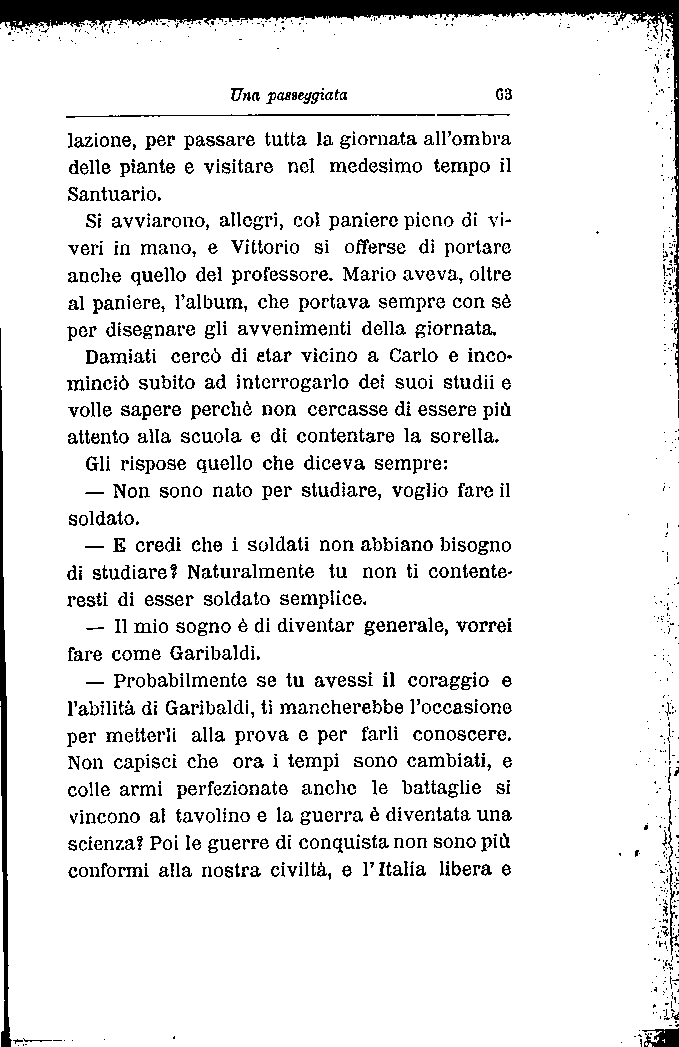 Una passeggiata 63
lazione, per passare tutta la giornata all'ombra
delle piante e visitare nel medesimo tempo il
Santuario.
Si avviarono, allegri, col paniere pieno di vi-
veri in mano, e Vittorio si offerse di portare
anche quello del professore. Mario aveva, oltre
al paniere, l'album, che portava sempre con sè
per disegnare gli avvenimenti della giornata.
Damiati cercò di star vicino a Carlo e inco-
minciò subito ad interrogarlo dei suoi studii e
volle sapere perchè non cercasse di essere più
attento alla scuola e di contentare la sorella.
Gli rispose quello che diceva sempre:
— Non sono nato per studiare, voglio fare il
soldato.
— E credi che i soldati non abbiano bisogno
di studiare? Naturalmente tu non ti contente-
resti di esser soldato semplice.
— Il mio sogno è di diventar generale, vorrei
fare come Garibaldi.
— Probabilmente se tu avessi il coraggio e
l'abilità di Garibaldi, ti mancherebbe l'occasione
per metterli alla prova e per farli conoscere.
Non capisci che ora i tempi sono cambiati, e
colle armi perfezionate anche le battaglie si
vincono al tavolino e la guerra è diventata una
scienza? Poi le guerre di conquista non sono più
conformi alla nostra civiltà, e l'Italia libera e